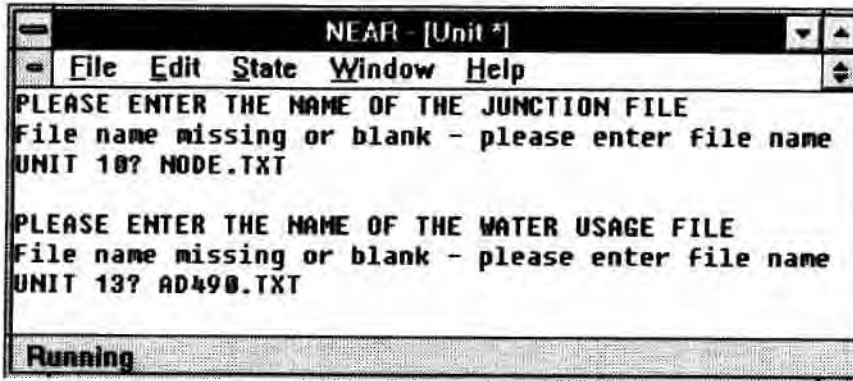 NEAR - [Unit *]
File Edit State Window Help
PLEASE ENTER THE NAME OF THE JUNCTION FILE
File name missing or blank - please enter file name
UNIT 10? NODE.TXT
PLEASE ENTER THE NAME OF THE WATER USAGE FILE
File name missing or blank - please enter file name
UNIT 13? AD490.TXT
Running